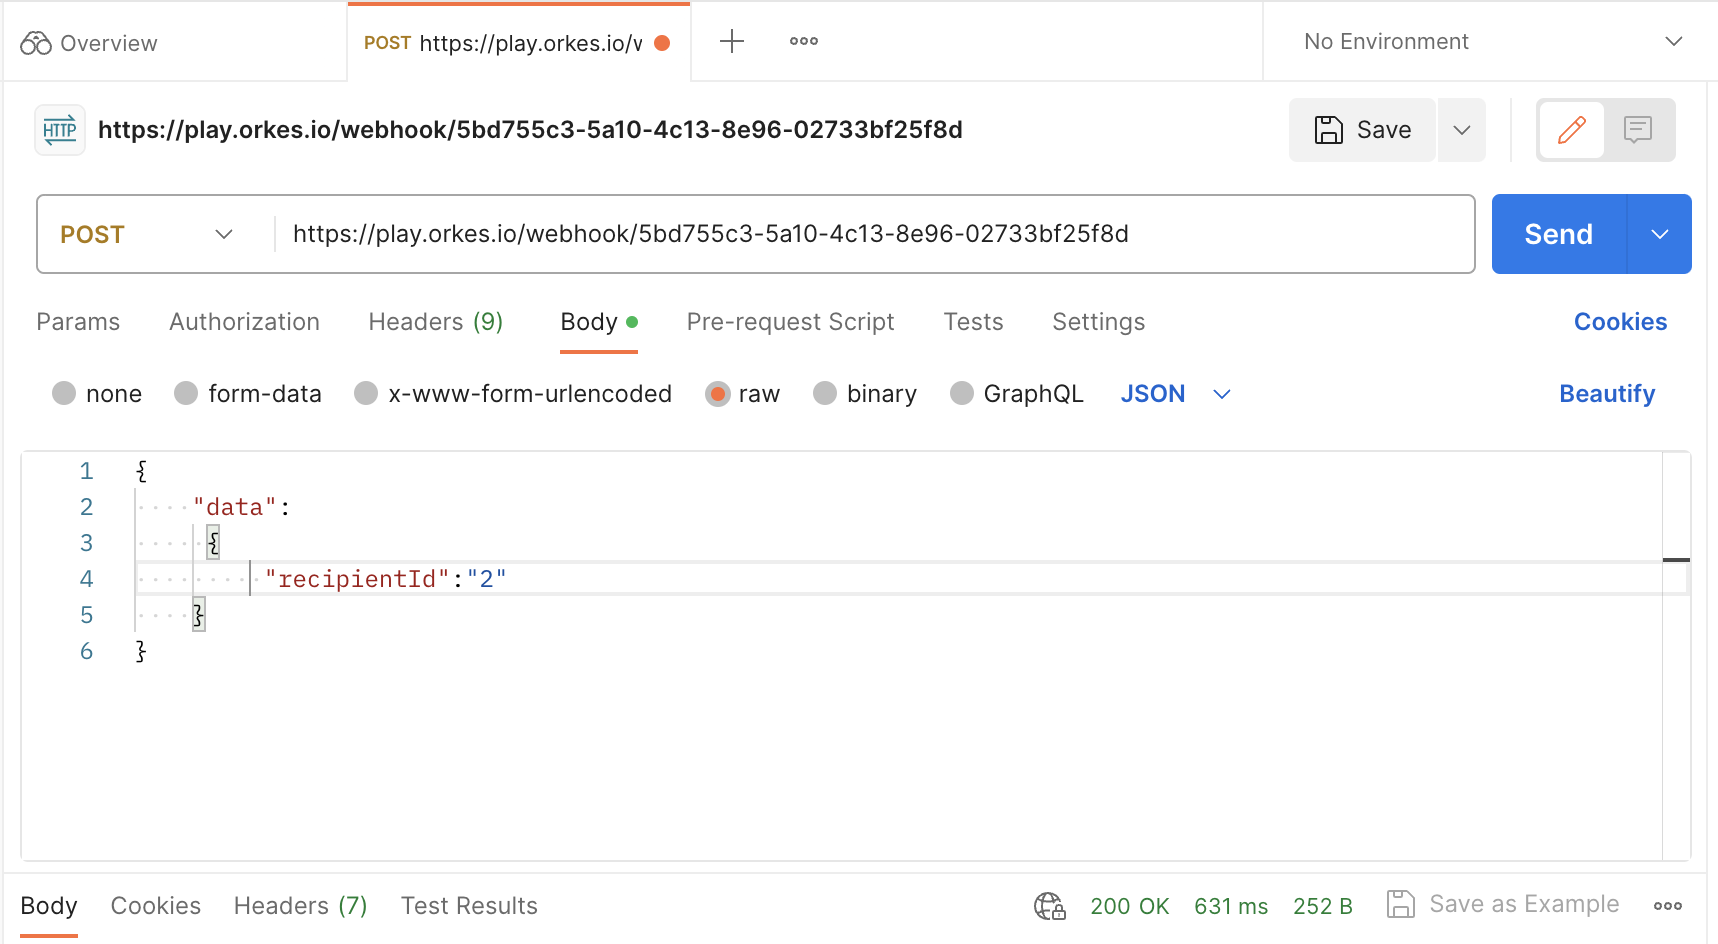 Overview
POST https://play.orkes.io/v
No Environment
HTTP
https://play.orkes.io/webhook/5bd755c3-5a10-4c13-8e96-02733bf25f8d
Save
POST
https://play.orkes.io/webhook/5bd755c3-5a10-4c13-8e96-02733bf25f8d
Send
Params Authorization Headers (9) Body Pre-request Script Tests Settings Cookies
none form-data x-www-form-urlencoded raw binary GraphQL JSON Beautify
1 {
2 "data":
3 {
4 "recipientId":"2"
5 }
6 }
Body Cookies Headers (7) Test Results 200 OK 631 ms 252 B Save as Example